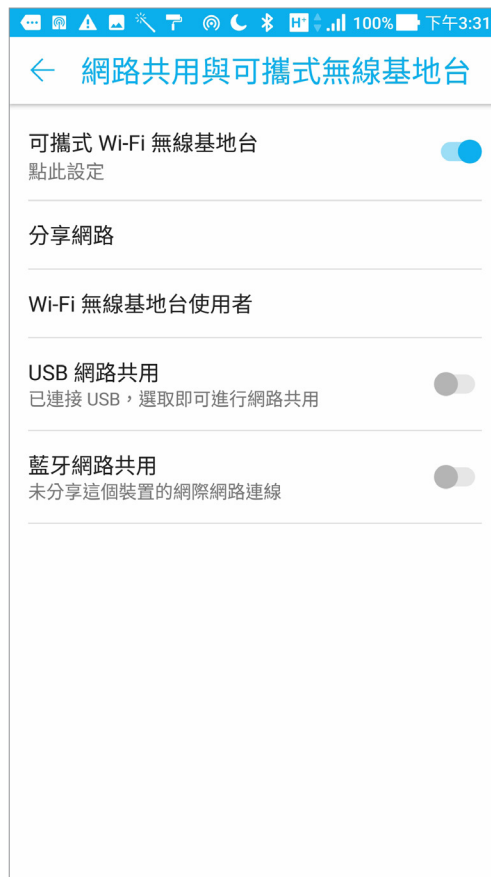 H+ 100% 下午3:31
網路共用與可攜式無線基地台
可攜式 Wi-Fi 無線基地台
點此設定
分享網路
Wi-Fi 無線基地台使用者
USB 網路共用
已連接 USB，選取即可進行網路共用
藍牙網路共用
未分享這個裝置的網際網路連線